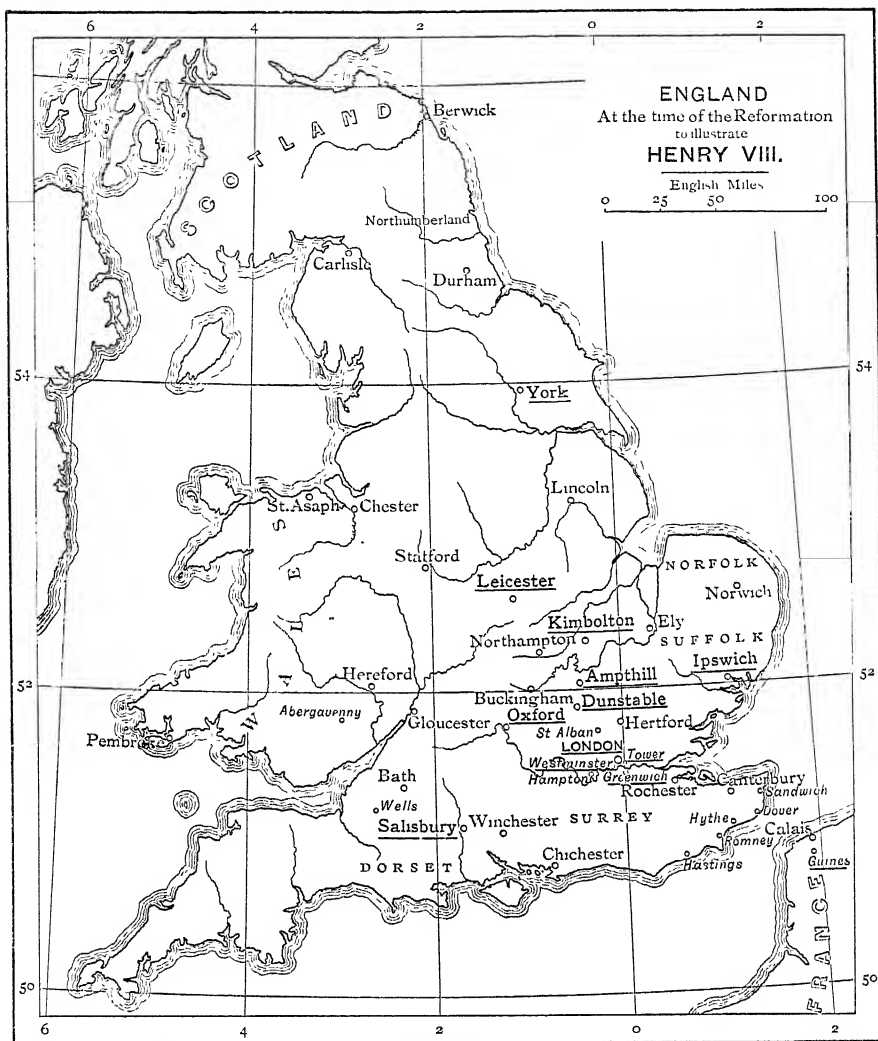 6 4 2 0 2
ENGLAND
At the time of the Reformation
to illustrate
HENRY VIII.
English Miles
0 25 50 100
SCOTLAND
Berwick
Northumberland
Carlisle
Durham
54
54
York
Lincoln
St. Asaph
Chester
Stafford
Leicester
NORFOLK
Norwich
Kimbolton
Ely
Northampton
SUFFOLK
Ipswich
WALES
Hereford
Ampthill
52
52
Buckingham
Dunstable
Abergavenny
Gloucester
Oxford
Hertford
St Alban
Pembroke
LONDON
Tower
Westminster
Hampton
Greenwich
Rochester
Canterbury
Sandwich
Bath
Wells
Salisbury
Winchester
SURREY
Hythe
Dover
Romney
Calais
Guines
DORSET
Chichester
Hastings
FRANCE
50
50
6 4 2 0 2